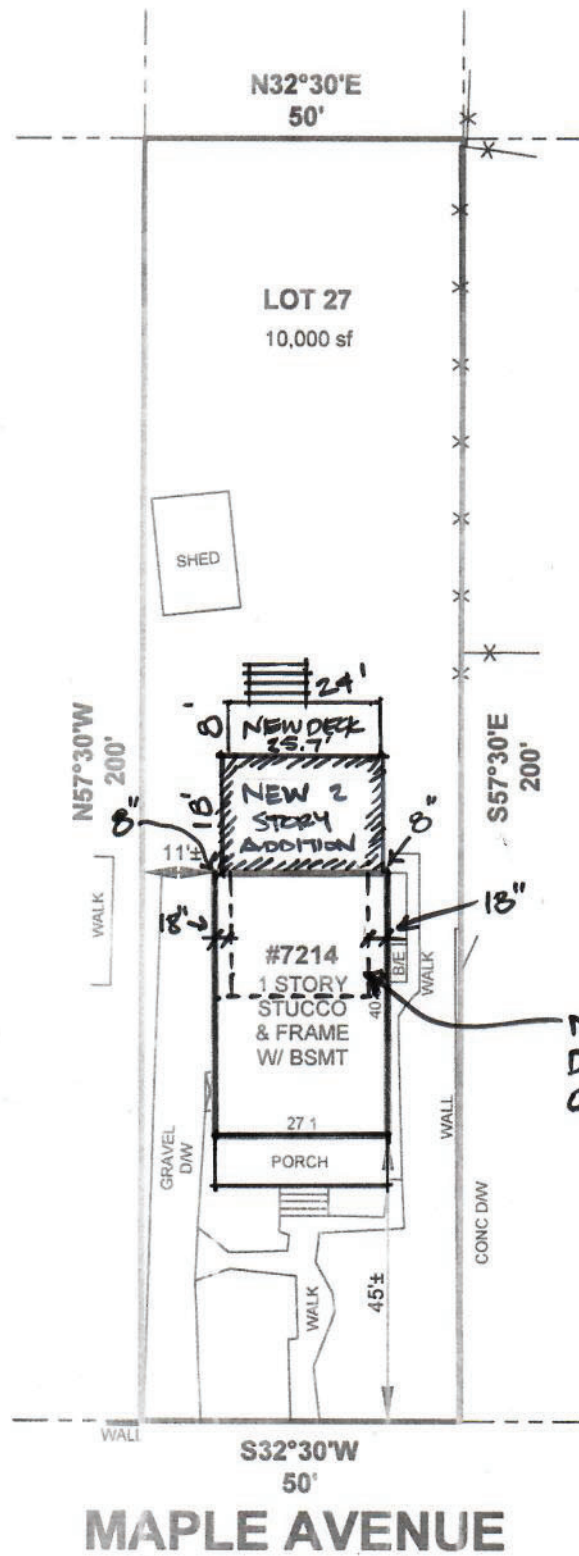 N32°30'E
50'
LOT 27
10,000 sf
SHED
24'
8'
NEW DECK
25.7'
N57°30'W
200'
S57°30'E
200'
18'
NEW 2
STORY
ADDITION
8"
8"
11'±
18"
18"
WALK
#7214
1 STORY
STUCCO
& FRAME
W/ BSMT
40
B/E
WALK
27 1
PORCH
GRAVEL
D/W
WALL
CONC D/W
WALK
45'±
WALL
S32°30'W
50'
MAPLE AVENUE